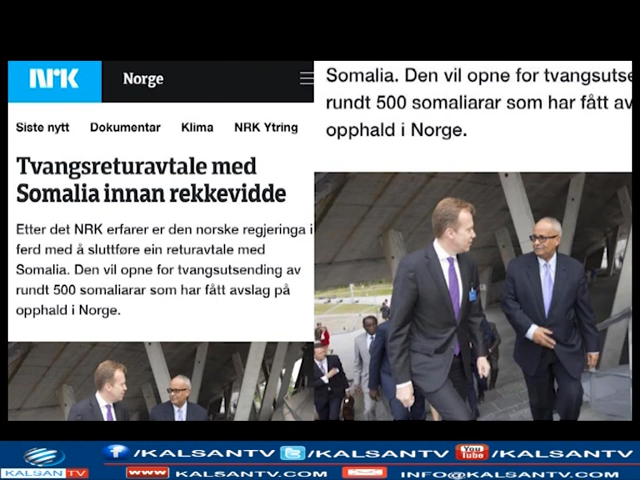 NRK
Norge
Siste nytt Dokumentar Klima NRK Ytring
Tvangsreturavtale med
Somalia innan rekkevidde
Etter det NRK erfarer er den norske regjeringa i
ferd med å sluttføre ein returavtale med
Somalia. Den vil opne for tvangsutsending av
rundt 500 somaliarar som har fått avslag på
opphald i Norge.
Somalia. Den vil opne for tvangsutse
rundt 500 somaliarar som har fått av
opphald i Norge.
KALSAN TV
/KALSANTV /KALSANTV You Tube /KALSANTV
www KALSANTV.COM INFO@KALSANTV.COM